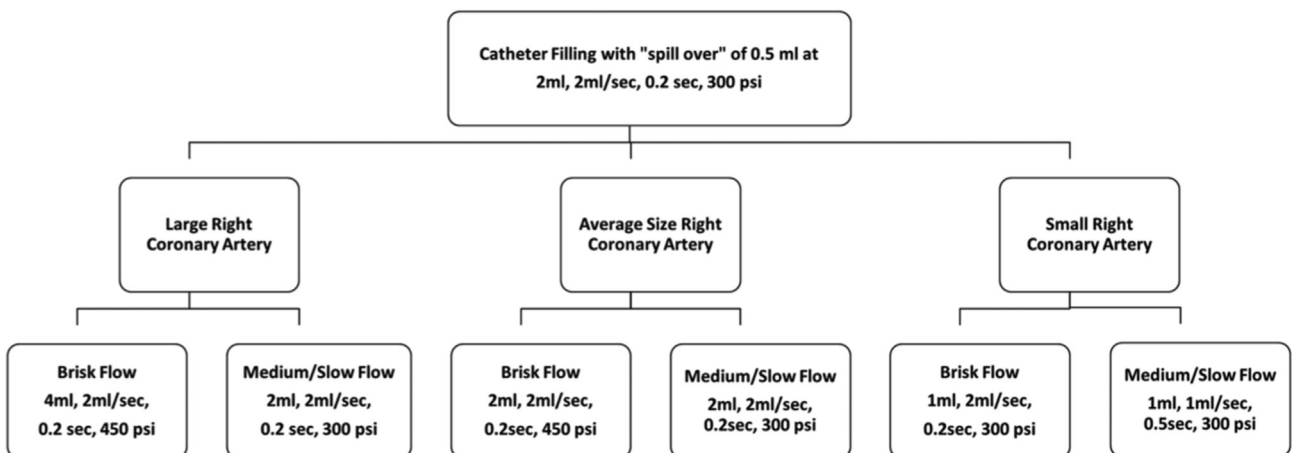 Catheter Filling with "spill over" of 0.5 ml at
2ml, 2ml/sec, 0.2 sec, 300 psi
Large Right
Coronary Artery
Average Size Right
Coronary Artery
Small Right
Coronary Artery
Brisk Flow
4ml, 2ml/sec,
0.2 sec, 450 psi
Medium/Slow Flow
2ml, 2ml/sec,
0.2 sec, 300 psi
Brisk Flow
2ml, 2ml/sec,
0.2sec, 450 psi
Medium/Slow Flow
2ml, 2ml/sec,
0.2sec, 300 psi
Brisk Flow
1ml, 2ml/sec,
0.2sec, 300 psi
Medium/Slow Flow
1ml, 1ml/sec,
0.5sec, 300 psi